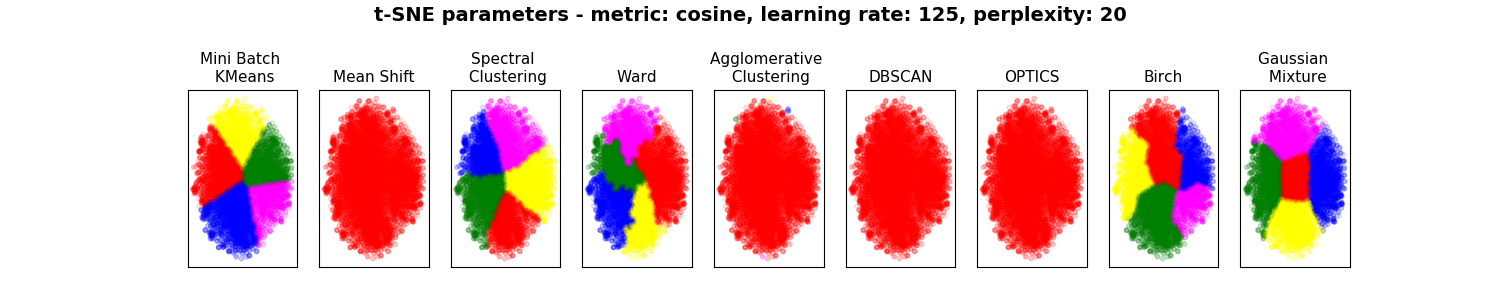 t-SNE parameters - metric: cosine, learning rate: 125, perplexity: 20
Mini Batch
KMeans
Mean Shift
Spectral
Clustering
Ward
Agglomerative
Clustering
DBSCAN
OPTICS
Birch
Gaussian
Mixture